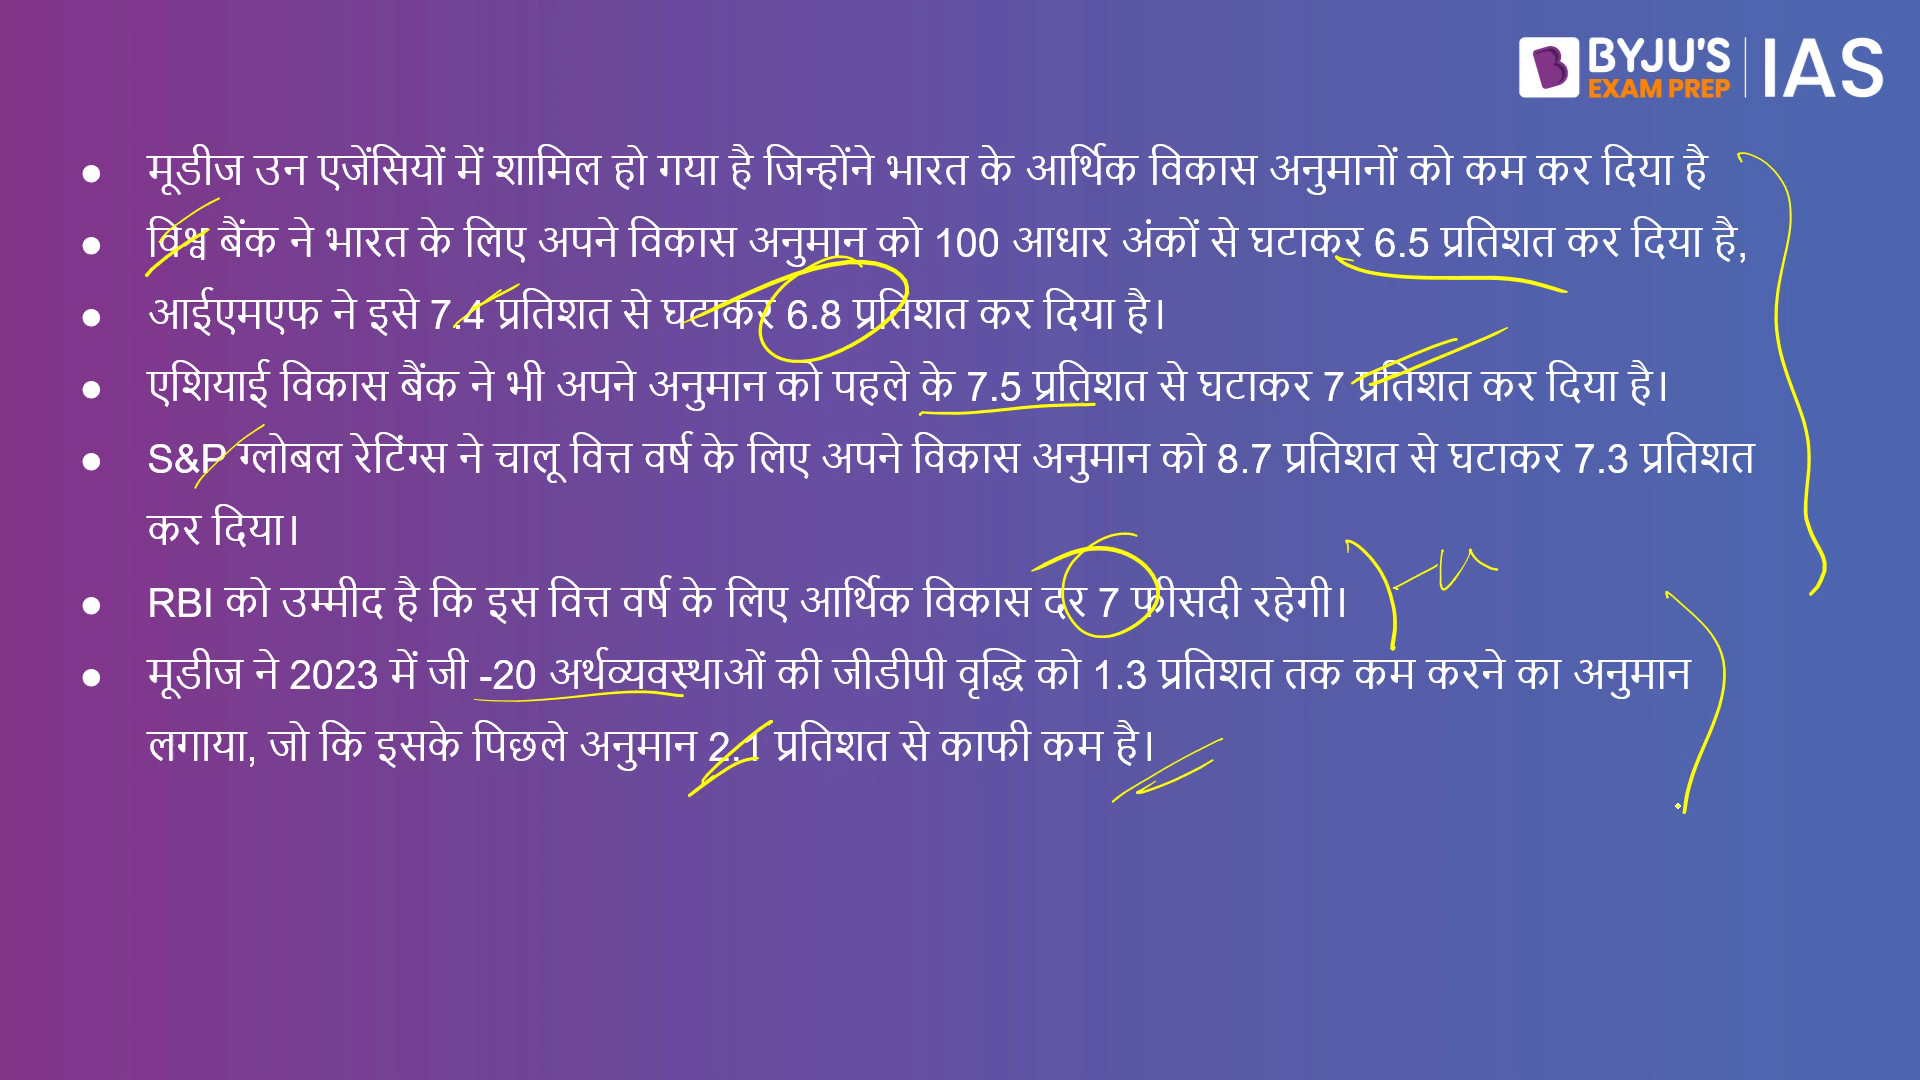 BYJU'S
EXAM PREP
IAS
● मूडीज उन एजेंसियों में शामिल हो गया है जिन्होंने भारत के आर्थिक विकास अनुमानों को कम कर दिया है
● विश्व बैंक ने भारत के लिए अपने विकास अनुमान को 100 आधार अंकों से घटाकर 6.5 प्रतिशत कर दिया है,
● आईएमएफ ने इसे 7.4 प्रतिशत से घटाकर 6.8 प्रतिशत कर दिया है।
● एशियाई विकास बैंक ने भी अपने अनुमान को पहले के 7.5 प्रतिशत से घटाकर 7 प्रतिशत कर दिया है।
● S&P ग्लोबल रेटिंग्स ने चालू वित्त वर्ष के लिए अपने विकास अनुमान को 8.7 प्रतिशत से घटाकर 7.3 प्रतिशत
कर दिया।
● RBI को उम्मीद है कि इस वित्त वर्ष के लिए आर्थिक विकास दर 7 फीसदी रहेगी।
● मूडीज ने 2023 में जी -20 अर्थव्यवस्थाओं की जीडीपी वृद्धि को 1.3 प्रतिशत तक कम करने का अनुमान
लगाया, जो कि इसके पिछले अनुमान 2.1 प्रतिशत से काफी कम है।